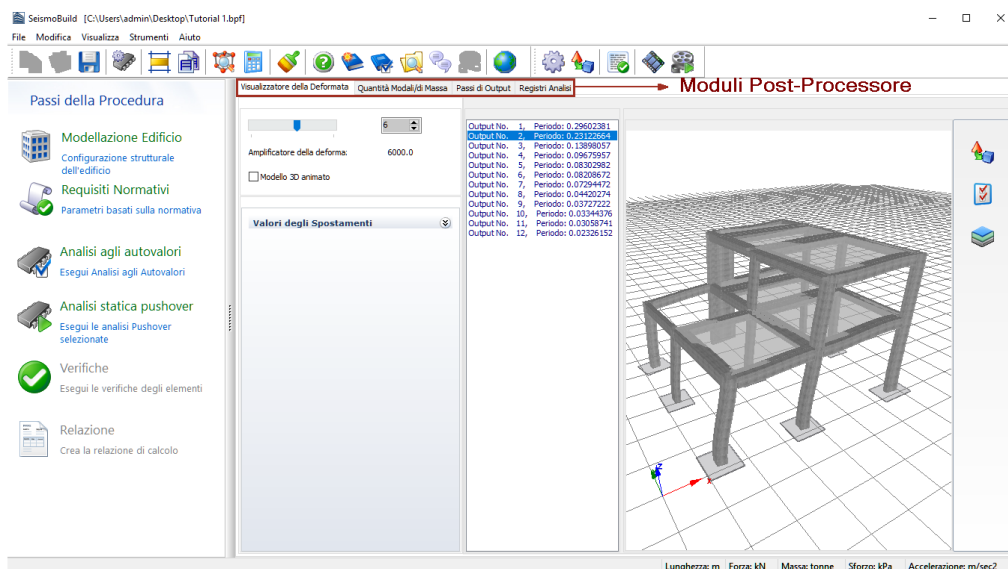 SeismoBuild [C:\Users\admin\Desktop\Tutorial 1.bpf]
File Modifica Visualizza Strumenti Aiuto
Visualizzatore della Deformata Quantità Modali/di Massa Passi di Output Registri Analisi
Moduli Post-Processore
Passi della Procedura
Modellazione Edificio
Configurazione strutturale
dell'edificio
Requisiti Normativi
Parametri basati sulla normativa
Analisi agli autovalori
Esegui Analisi agli Autovalori
Analisi statica pushover
Esegui le analisi Pushover
selezionate
Verifiche
Esegui le verifiche degli elementi
Relazione
Crea la relazione di calcolo
6
Amplificatore della deforma: 6000.0
Modello 3D animato
Valori degli Spostamenti
Output No. 1, Periodo: 0.29602381
Output No. 2, Periodo: 0.23122664
Output No. 3, Periodo: 0.13898057
Output No. 4, Periodo: 0.09675957
Output No. 5, Periodo: 0.08302982
Output No. 6, Periodo: 0.08208672
Output No. 7, Periodo: 0.07294472
Output No. 8, Periodo: 0.04420274
Output No. 9, Periodo: 0.03727222
Output No. 10, Periodo: 0.03344376
Output No. 11, Periodo: 0.03058741
Output No. 12, Periodo: 0.02326152
z
x
Lunghezza: m Forza: kN Massa: tonne Sforzo: kPa Accelerazione: m/sec2